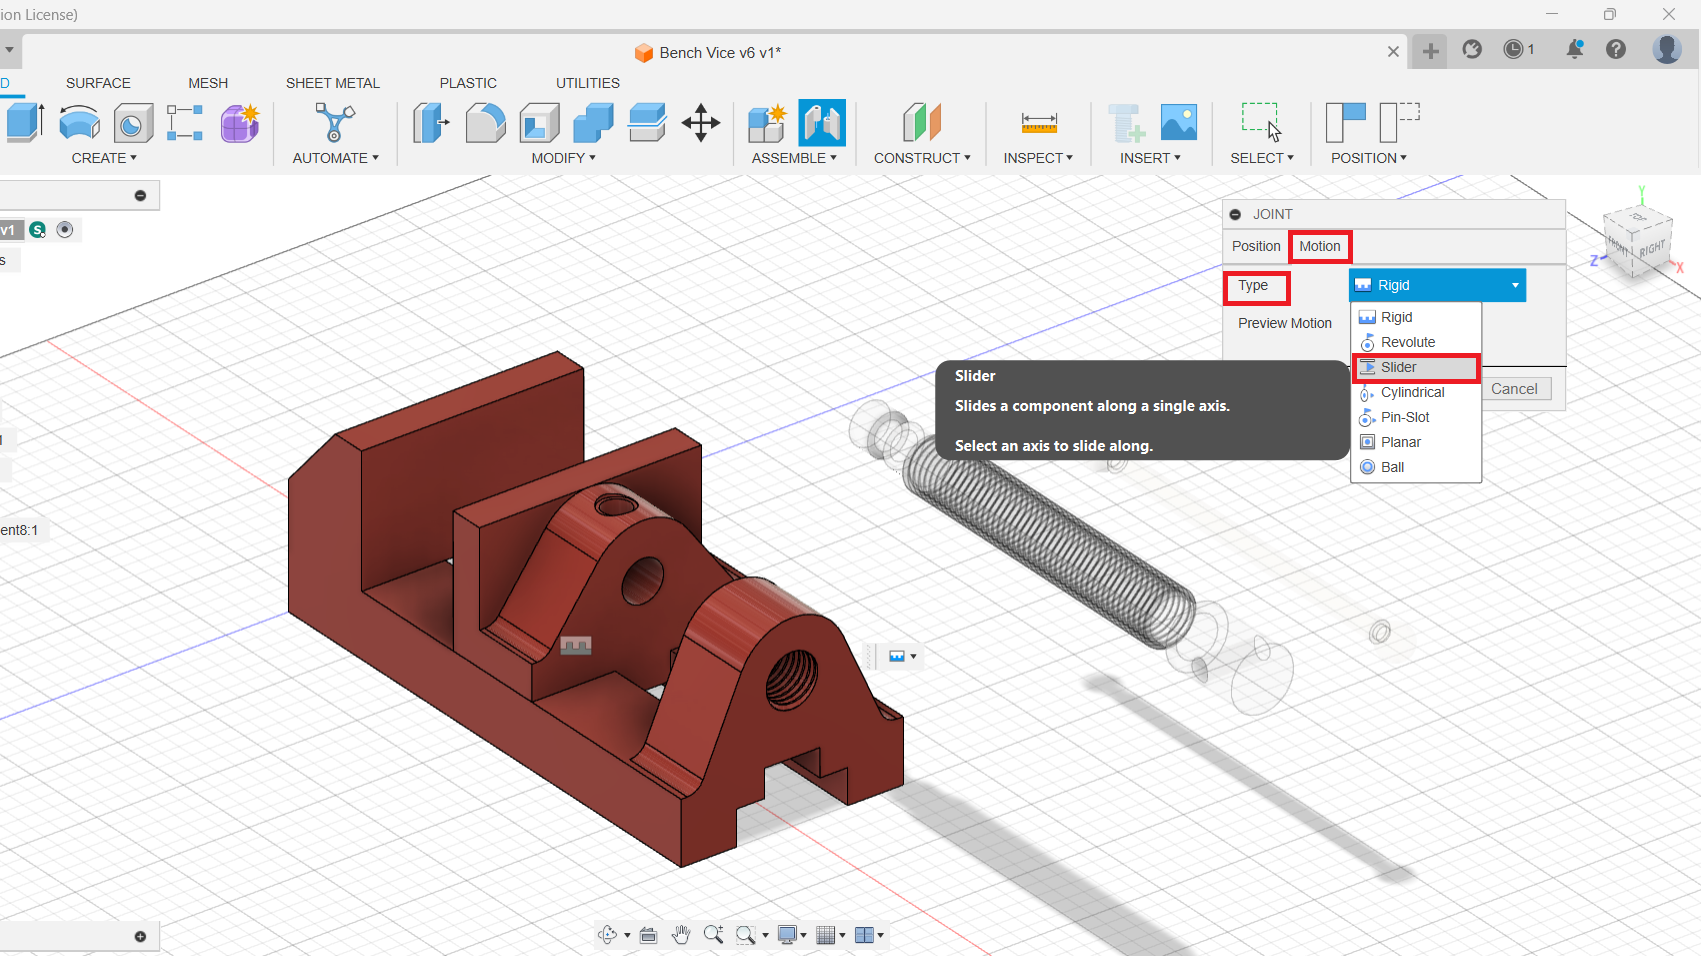 ion License)
Bench Vice v6 v1*
1
D SURFACE MESH SHEET METAL PLASTIC UTILITIES
CREATE AUTOMATE MODIFY ASSEMBLE CONSTRUCT INSPECT INSERT SELECT POSITION
v1 S
s
ent8:1
JOINT
Position Motion
Type Rigid
Preview Motion
Rigid
Revolute
Slider
Cylindrical
Pin-Slot
Planar
Ball
Cancel
Slider
Slides a component along a single axis.
Select an axis to slide along.
Y
FRONT RIGHT
Z X